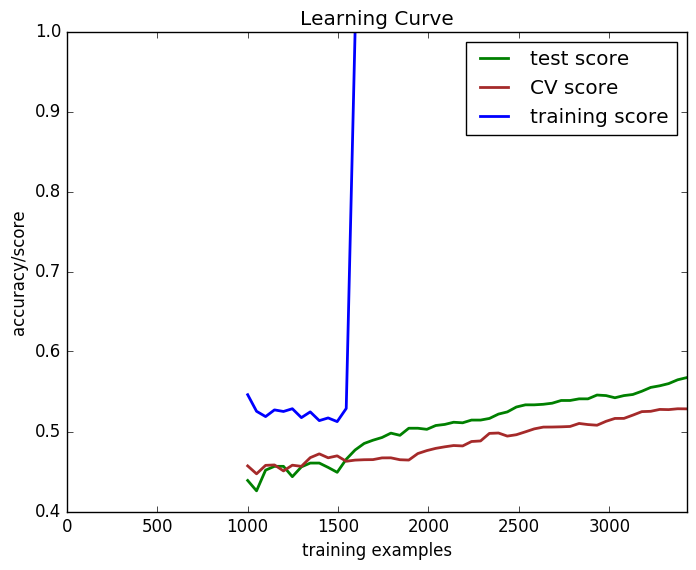 Learning Curve
test score
CV score
training score
accuracy/score
1.0
0.9
0.8
0.7
0.6
0.5
0.4
0 500 1000 1500 2000 2500 3000
training examples